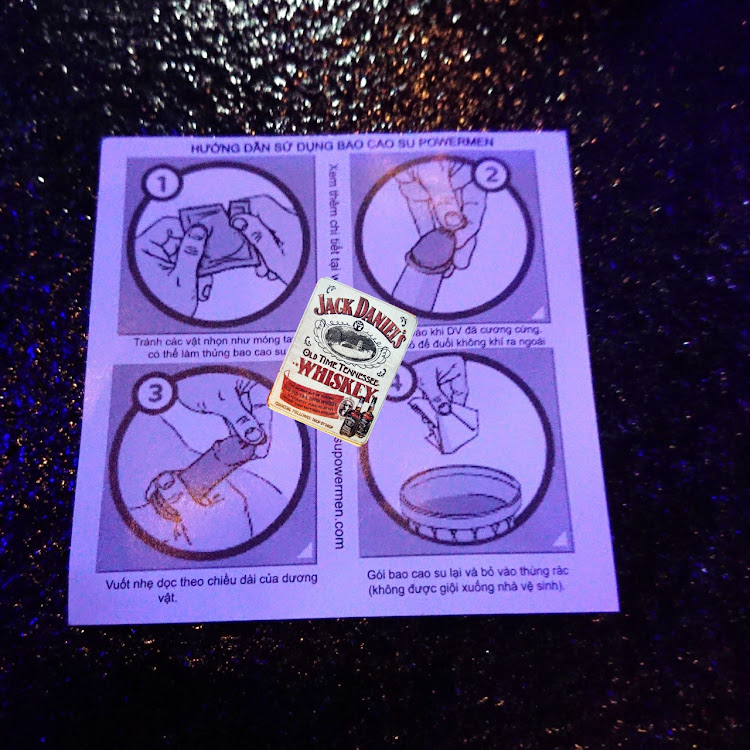 HƯỚNG DẪN SỬ DỤNG BAO CAO SU POWERMEN
1
2
Xem thêm chi tiết tại
supowermen.com
Tránh các vật nhọn như móng
có thể làm thủng bao cao su
khi DV đã cương cứng.
để đuổi không khí ra ngoài
JACK DANIEL'S
OLD TIME TENNESSEE
WHISKEY
3
4
Vuốt nhẹ dọc theo chiều dài của dương
vật.
Gói bao cao su lại và bỏ vào thùng rác
(không được giội xuống nhà vệ sinh).